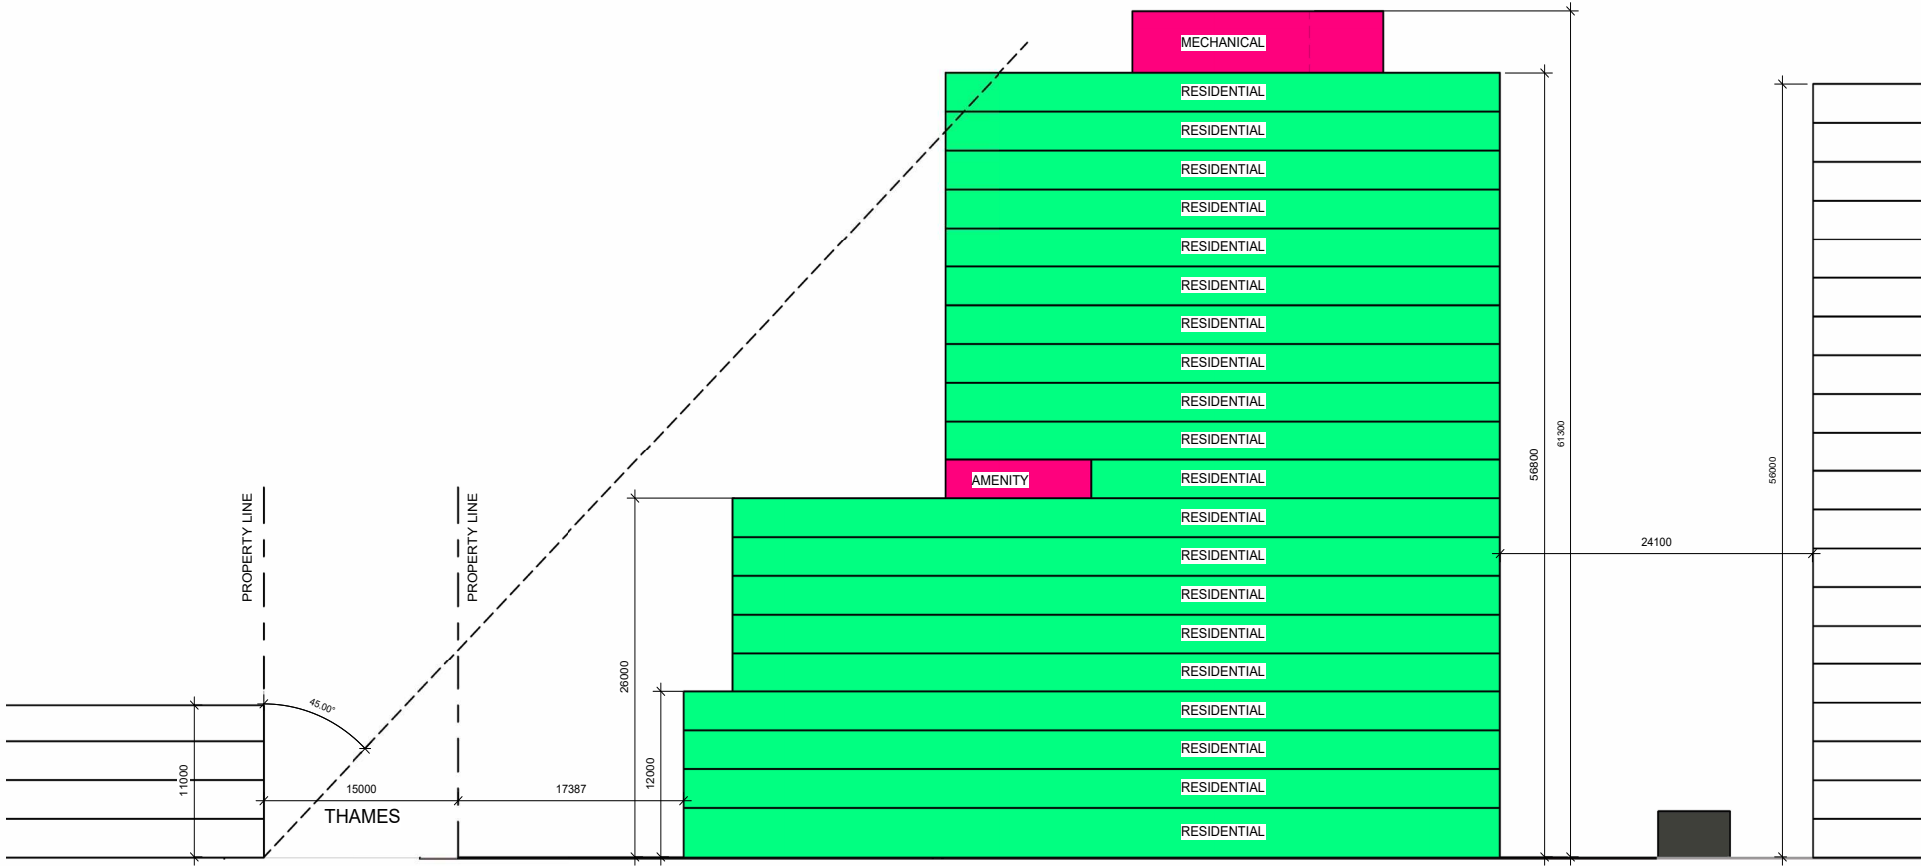 MECHANICAL
RESIDENTIAL
RESIDENTIAL
RESIDENTIAL
RESIDENTIAL
RESIDENTIAL
RESIDENTIAL
RESIDENTIAL
RESIDENTIAL
RESIDENTIAL
RESIDENTIAL
AMENITY
RESIDENTIAL
RESIDENTIAL
RESIDENTIAL
RESIDENTIAL
RESIDENTIAL
RESIDENTIAL
RESIDENTIAL
RESIDENTIAL
RESIDENTIAL
RESIDENTIAL
61300
56800
56000
24100
PROPERTY LINE
PROPERTY LINE
26000
12000
45.00°
11000
15000
17387
THAMES